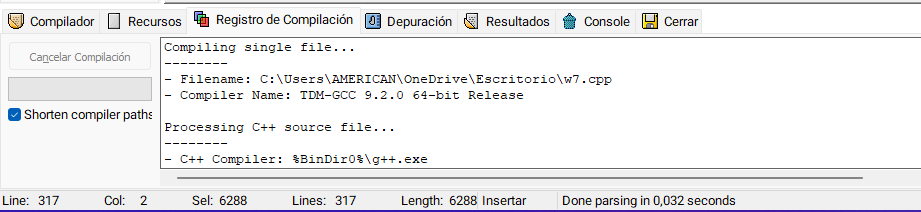 Compilador Recursos Registro de Compilación Depuración Resultados Console Cerrar
Cancelar Compilación
Shorten compiler paths
Compiling single file...
--------
- Filename: C:\Users\AMERICAN\OneDrive\Escritorio\w7.cpp
- Compiler Name: TDM-GCC 9.2.0 64-bit Release
Processing C++ source file...
--------
- C++ Compiler: %BinDir0%\g++.exe
Line: 317 Col: 2 Sel: 6288 Lines: 317 Length: 6288 Insertar Done parsing in 0,032 seconds